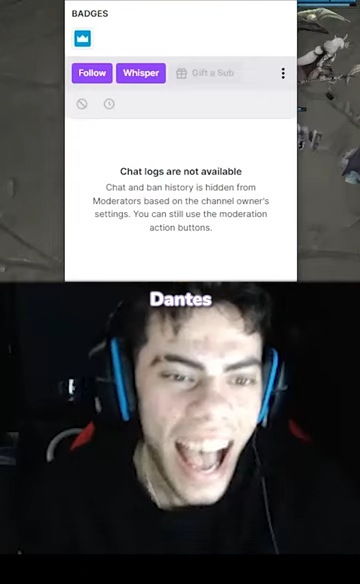 BADGES
Follow
Whisper
Gift a Sub
Chat logs are not available
Chat and ban history is hidden from
Moderators based on the channel owner's
settings. You can still use the moderation
action buttons.
Dantes